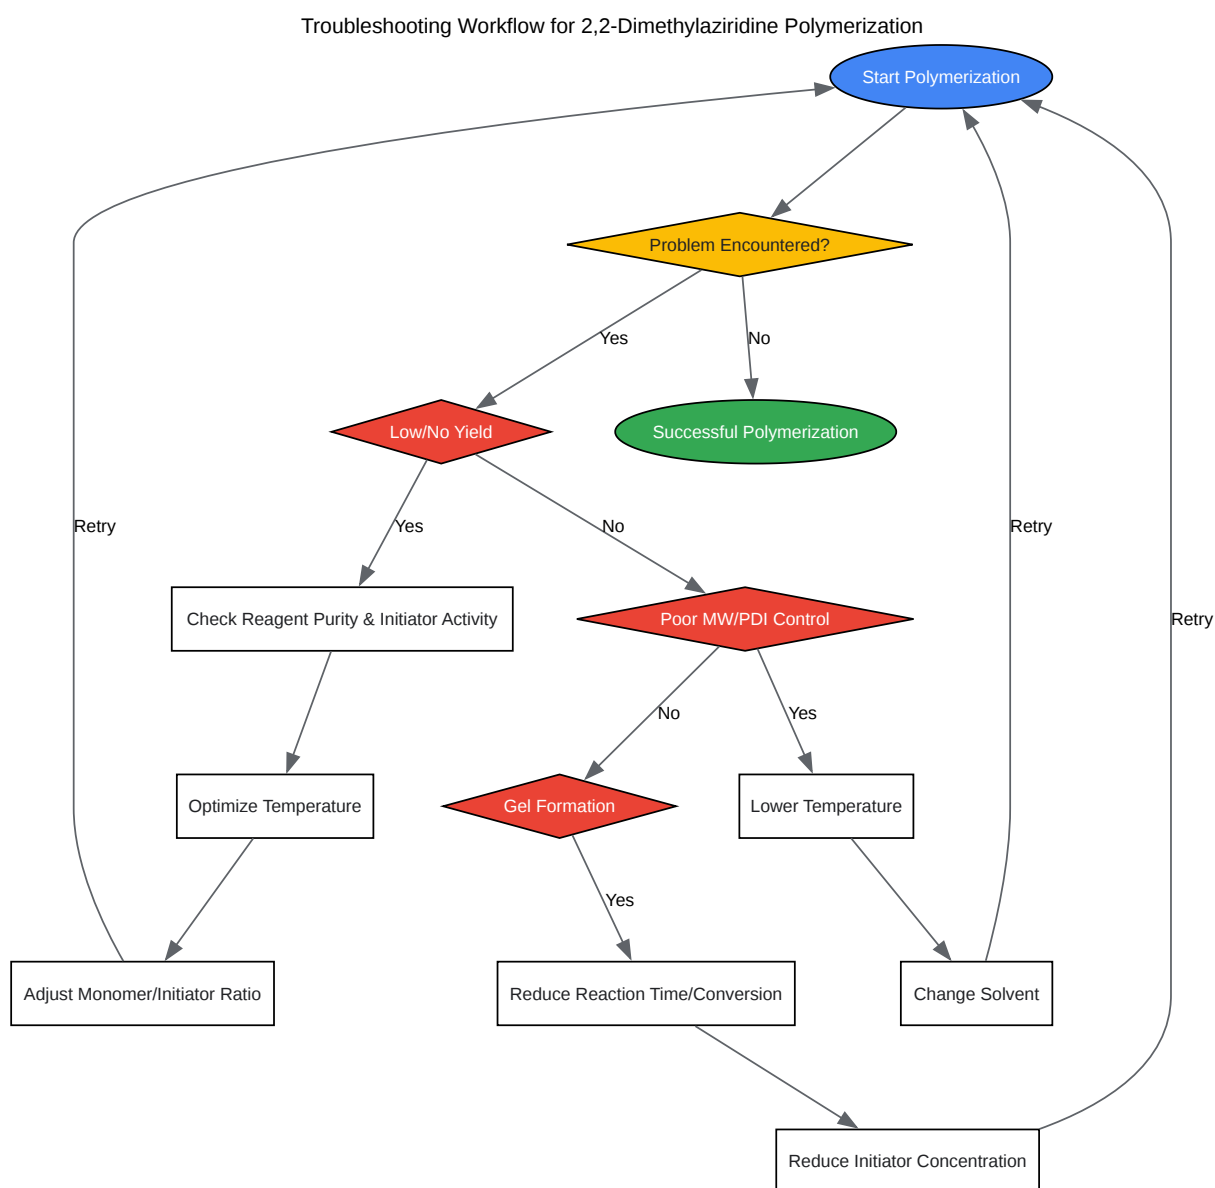 Troubleshooting Workflow for 2,2-Dimethylaziridine Polymerization
Start Polymerization
Problem Encountered?
Yes
No
Low/No Yield
Successful Polymerization
Retry
Yes
No
Retry
Check Reagent Purity & Initiator Activity
Poor MW/PDI Control
Retry
No
Yes
Optimize Temperature
Gel Formation
Lower Temperature
Yes
Adjust Monomer/Initiator Ratio
Reduce Reaction Time/Conversion
Change Solvent
Reduce Initiator Concentration